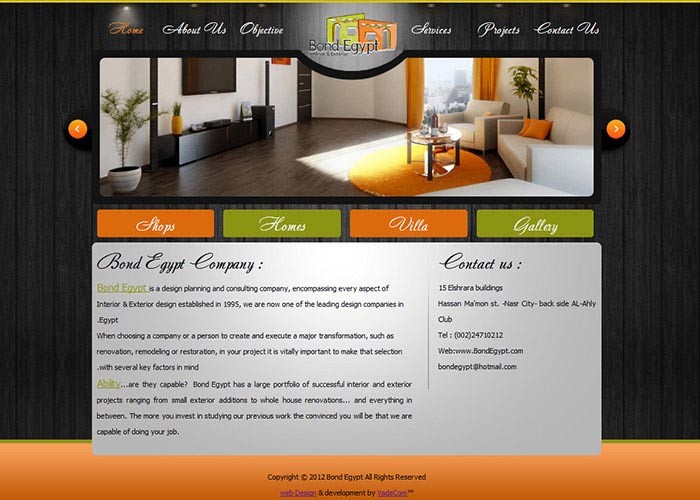 Home About Us Objective Bond Egypt Services Projects Contact Us
Interior & Exterior
Shops Homes Villa Gallery
Bond Egypt Company :
Bond Egypt is a design planning and consulting company, encompassing every aspect of
Interior & Exterior design established in 1995, we are now one of the leading design companies in
.Egypt
When choosing a company or a person to create and execute a major transformation, such as
renovation, remodeling or restoration, in your project it is vitally important to make that selection
.with several key factors in mind
Ability...are they capable? Bond Egypt has a large portfolio of successful interior and exterior
projects ranging from small exterior additions to whole house renovations... and everything in
between. The more you invest in studying our previous work the convinced you will be that we are
capable of doing your job.
Contact us :
15 Elshrara buildings
Hassan Ma'mon st. -Nasr City- back side AL-Ahly
Club
Tel : (002)24710212
Web:www.BondEgypt.com
bondegypt@hotmail.com
Copyright © 2012 Bond Egypt All Rights Reserved
web Design & development by YadeCom™